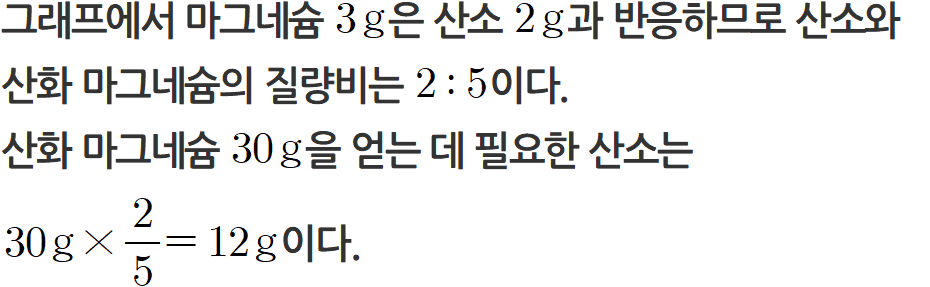 그래프에서 마그네슘 3 g은 산소 2 g과 반응하므로 산소와
산화 마그네슘의 질량비는 2 : 5이다.
산화 마그네슘 30 g을 얻는 데 필요한 산소는
30 g × 2/5 = 12 g이다.